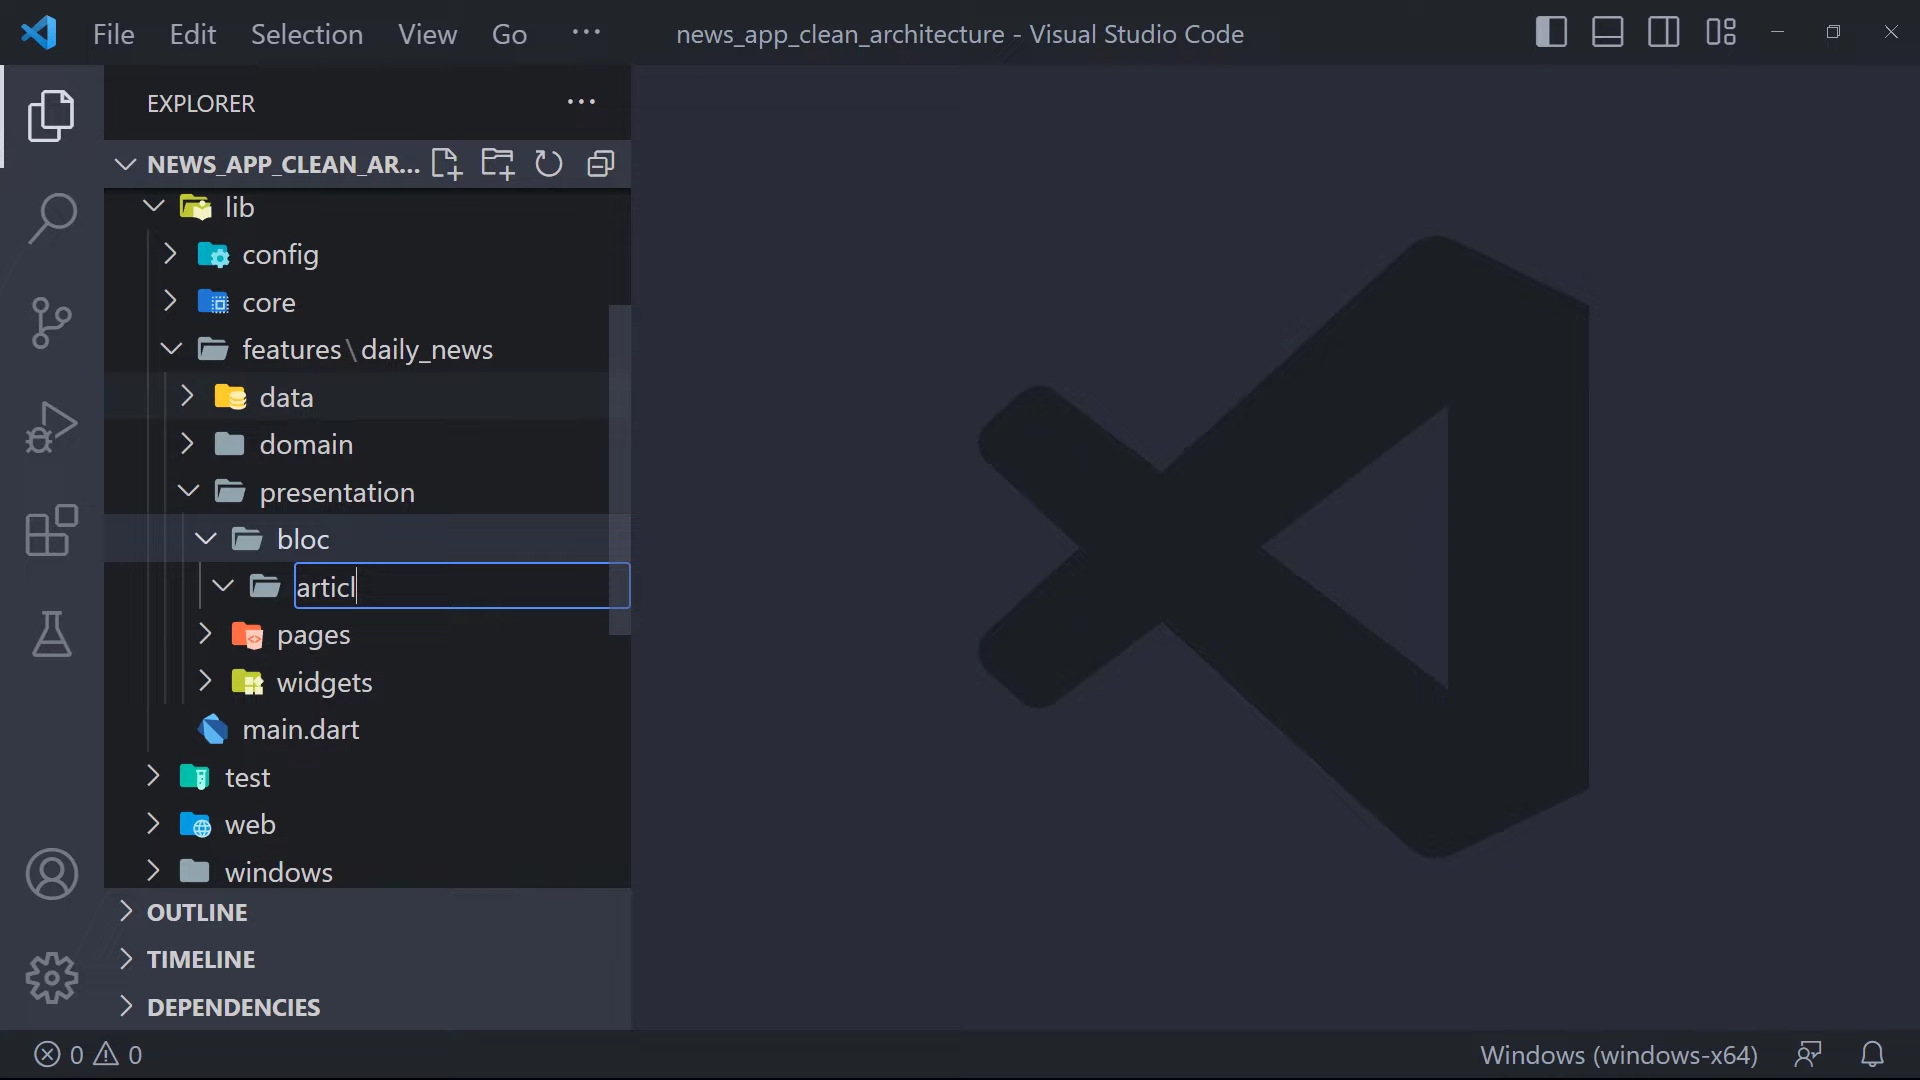 File Edit Selection View Go ··· news_app_clean_architecture - Visual Studio Code
EXPLORER ···
NEWS_APP_CLEAN_AR...
lib
config
core
features\daily_news
data
domain
presentation
bloc
articl
pages
widgets
main.dart
test
web
windows
OUTLINE
TIMELINE
DEPENDENCIES
0 0 Windows (windows-x64)